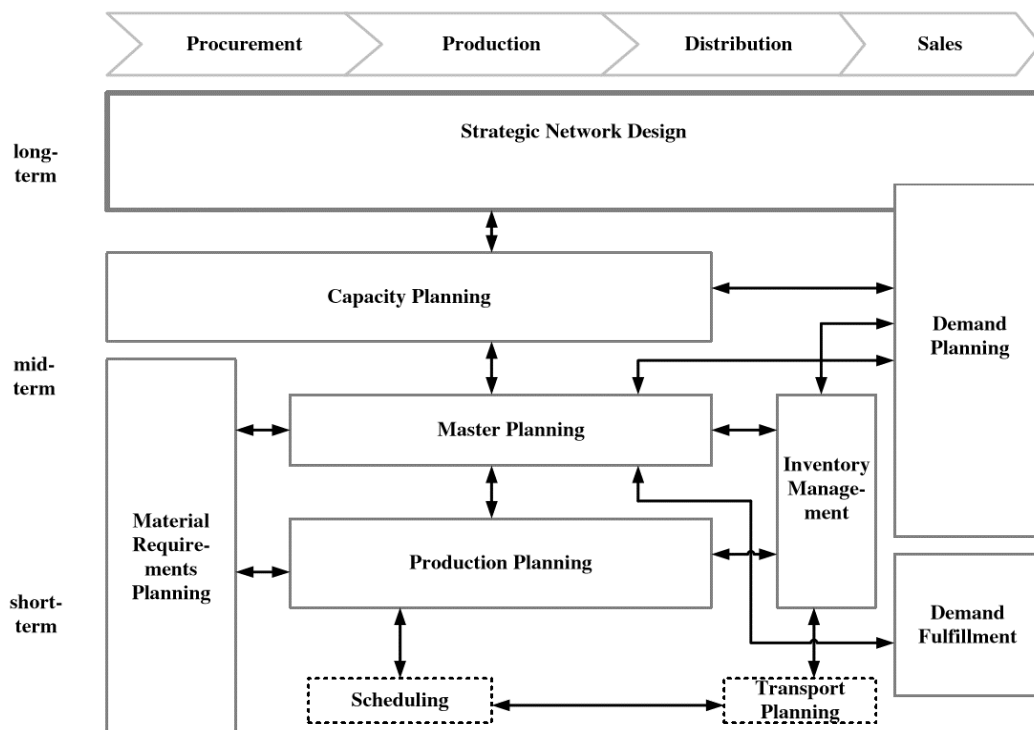 Procurement
Production
Distribution
Sales
long-
term
Strategic Network Design
Capacity Planning
Demand
Planning
mid-
term
Master Planning
Inventory
Manage-
ment
Material
Require-
ments
Planning
Production Planning
short-
term
Demand
Fulfillment
Scheduling
Transport
Planning